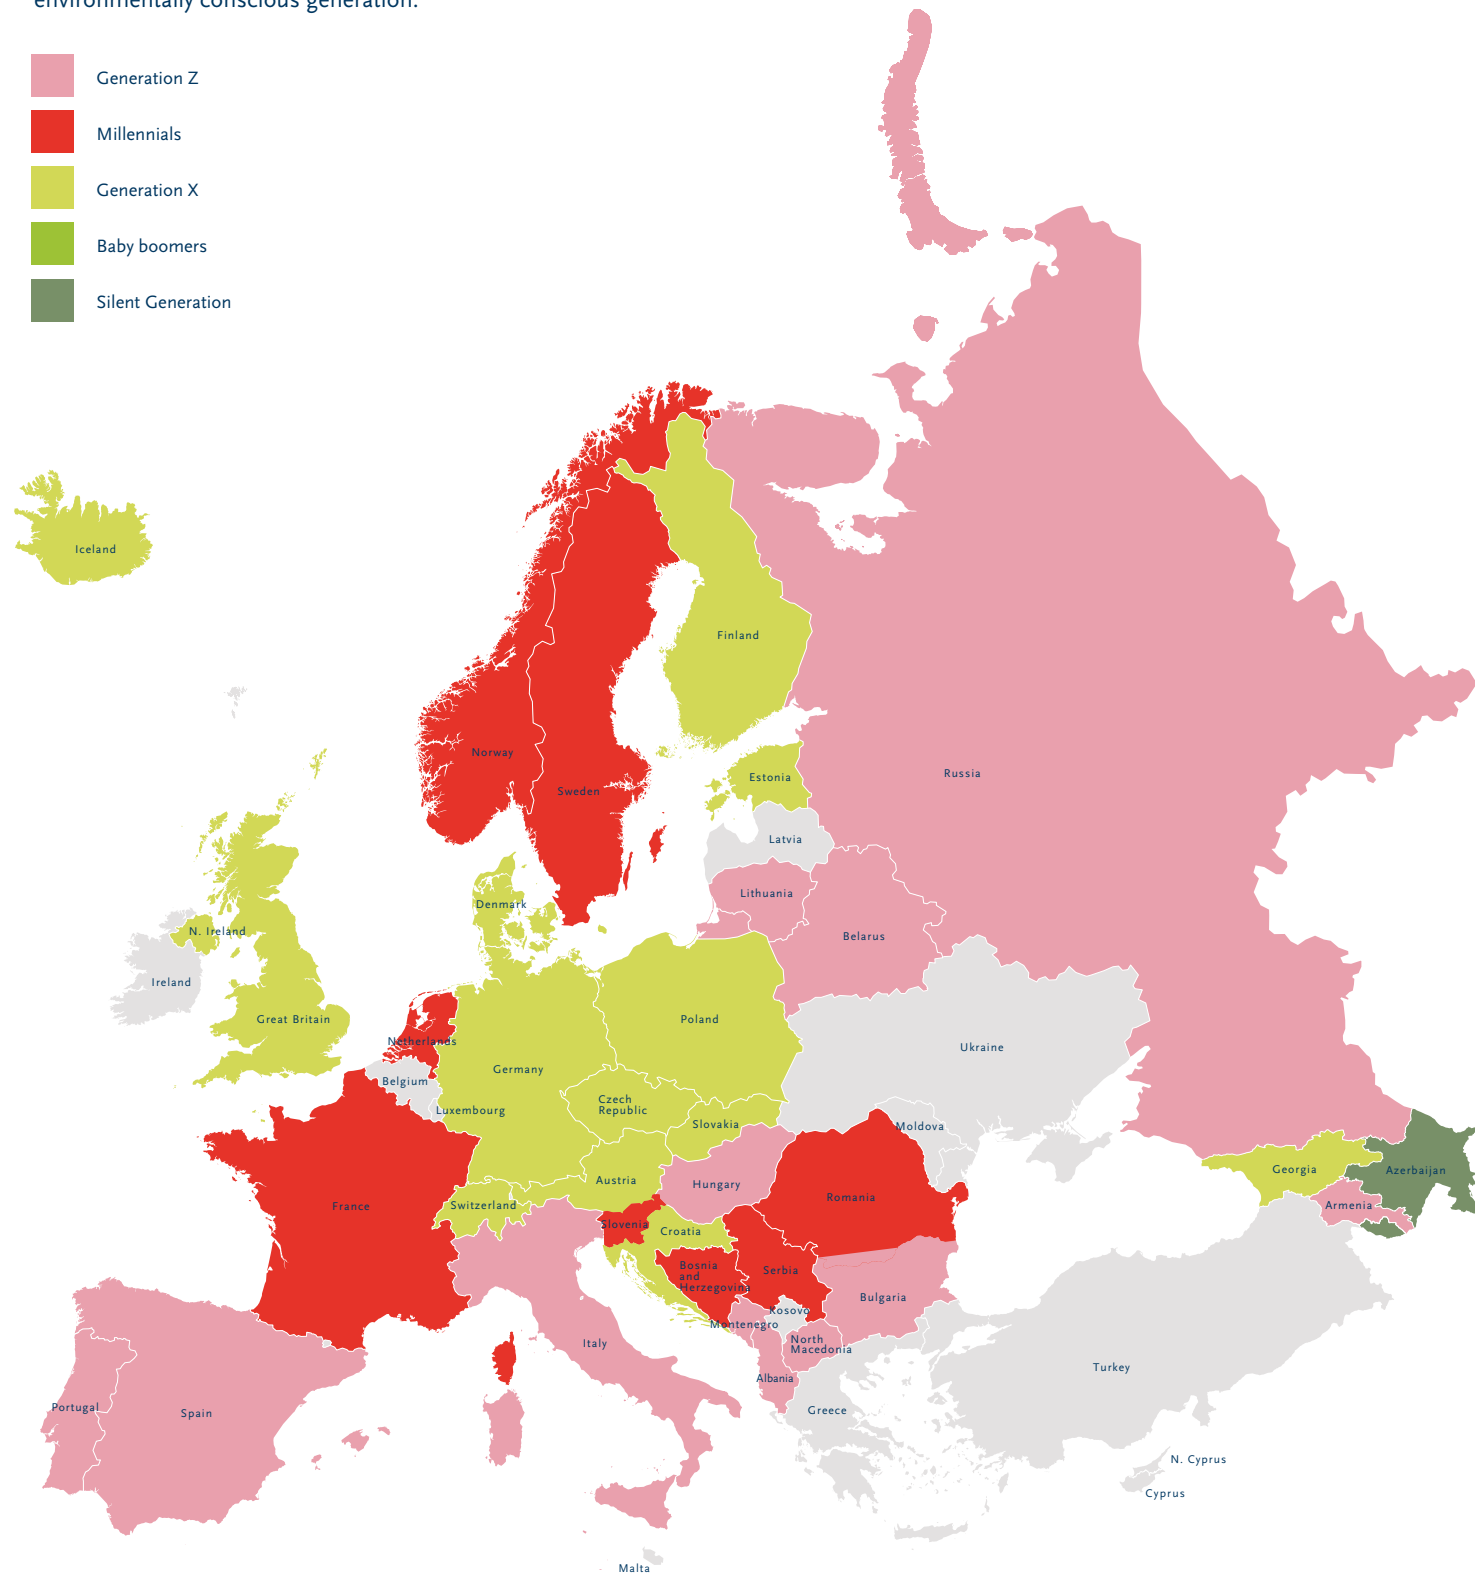 environmentally conscious generation.
Generation Z
Millennials
Generation X
Baby boomers
Silent Generation
Iceland
Finland
Norway
Sweden
Estonia
Russia
Latvia
Lithuania
Denmark
N. Ireland
Belarus
Ireland
Great Britain
Poland
Netherlands
Ukraine
Germany
Belgium
Czech
Republic
Luxembourg
Slovakia
Moldova
Georgia
Azerbaijan
Austria
Hungary
Romania
France
Switzerland
Armenia
Slovenia
Croatia
Bosnia
and
Herzegovina
Serbia
Bulgaria
Kosovo
Montenegro
Italy
North
Macedonia
Turkey
Albania
Portugal
Spain
Greece
N. Cyprus
Cyprus
Malta